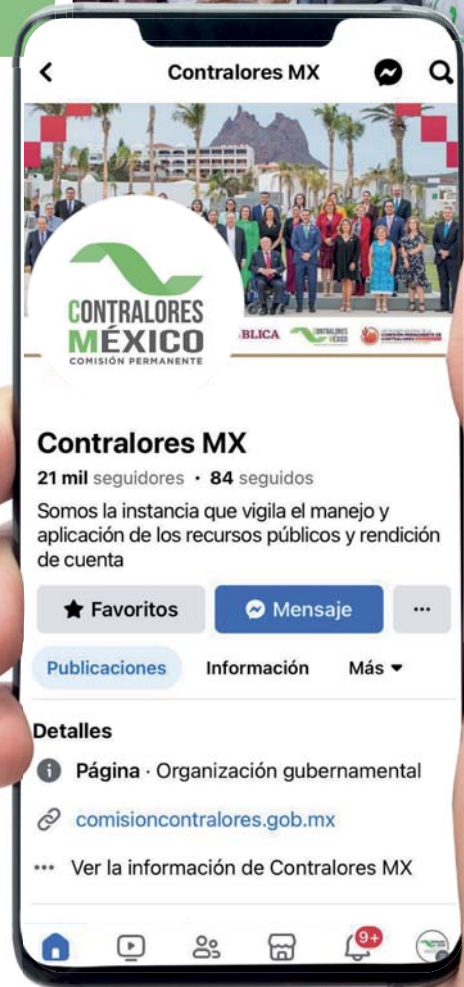 Contralores MX
CONTRALORES
MÉXICO
COMISIÓN PERMANENTE
BLICA
CONTRALORES
MÉXICO
Contralores MX
21 mil seguidores · 84 seguidos
Somos la instancia que vigila el manejo y
aplicación de los recursos públicos y rendición
de cuenta
Favoritos
Mensaje
Publicaciones Información Más
Detalles
Página · Organización gubernamental
comisioncontralores.gob.mx
Ver la información de Contralores MX
9+